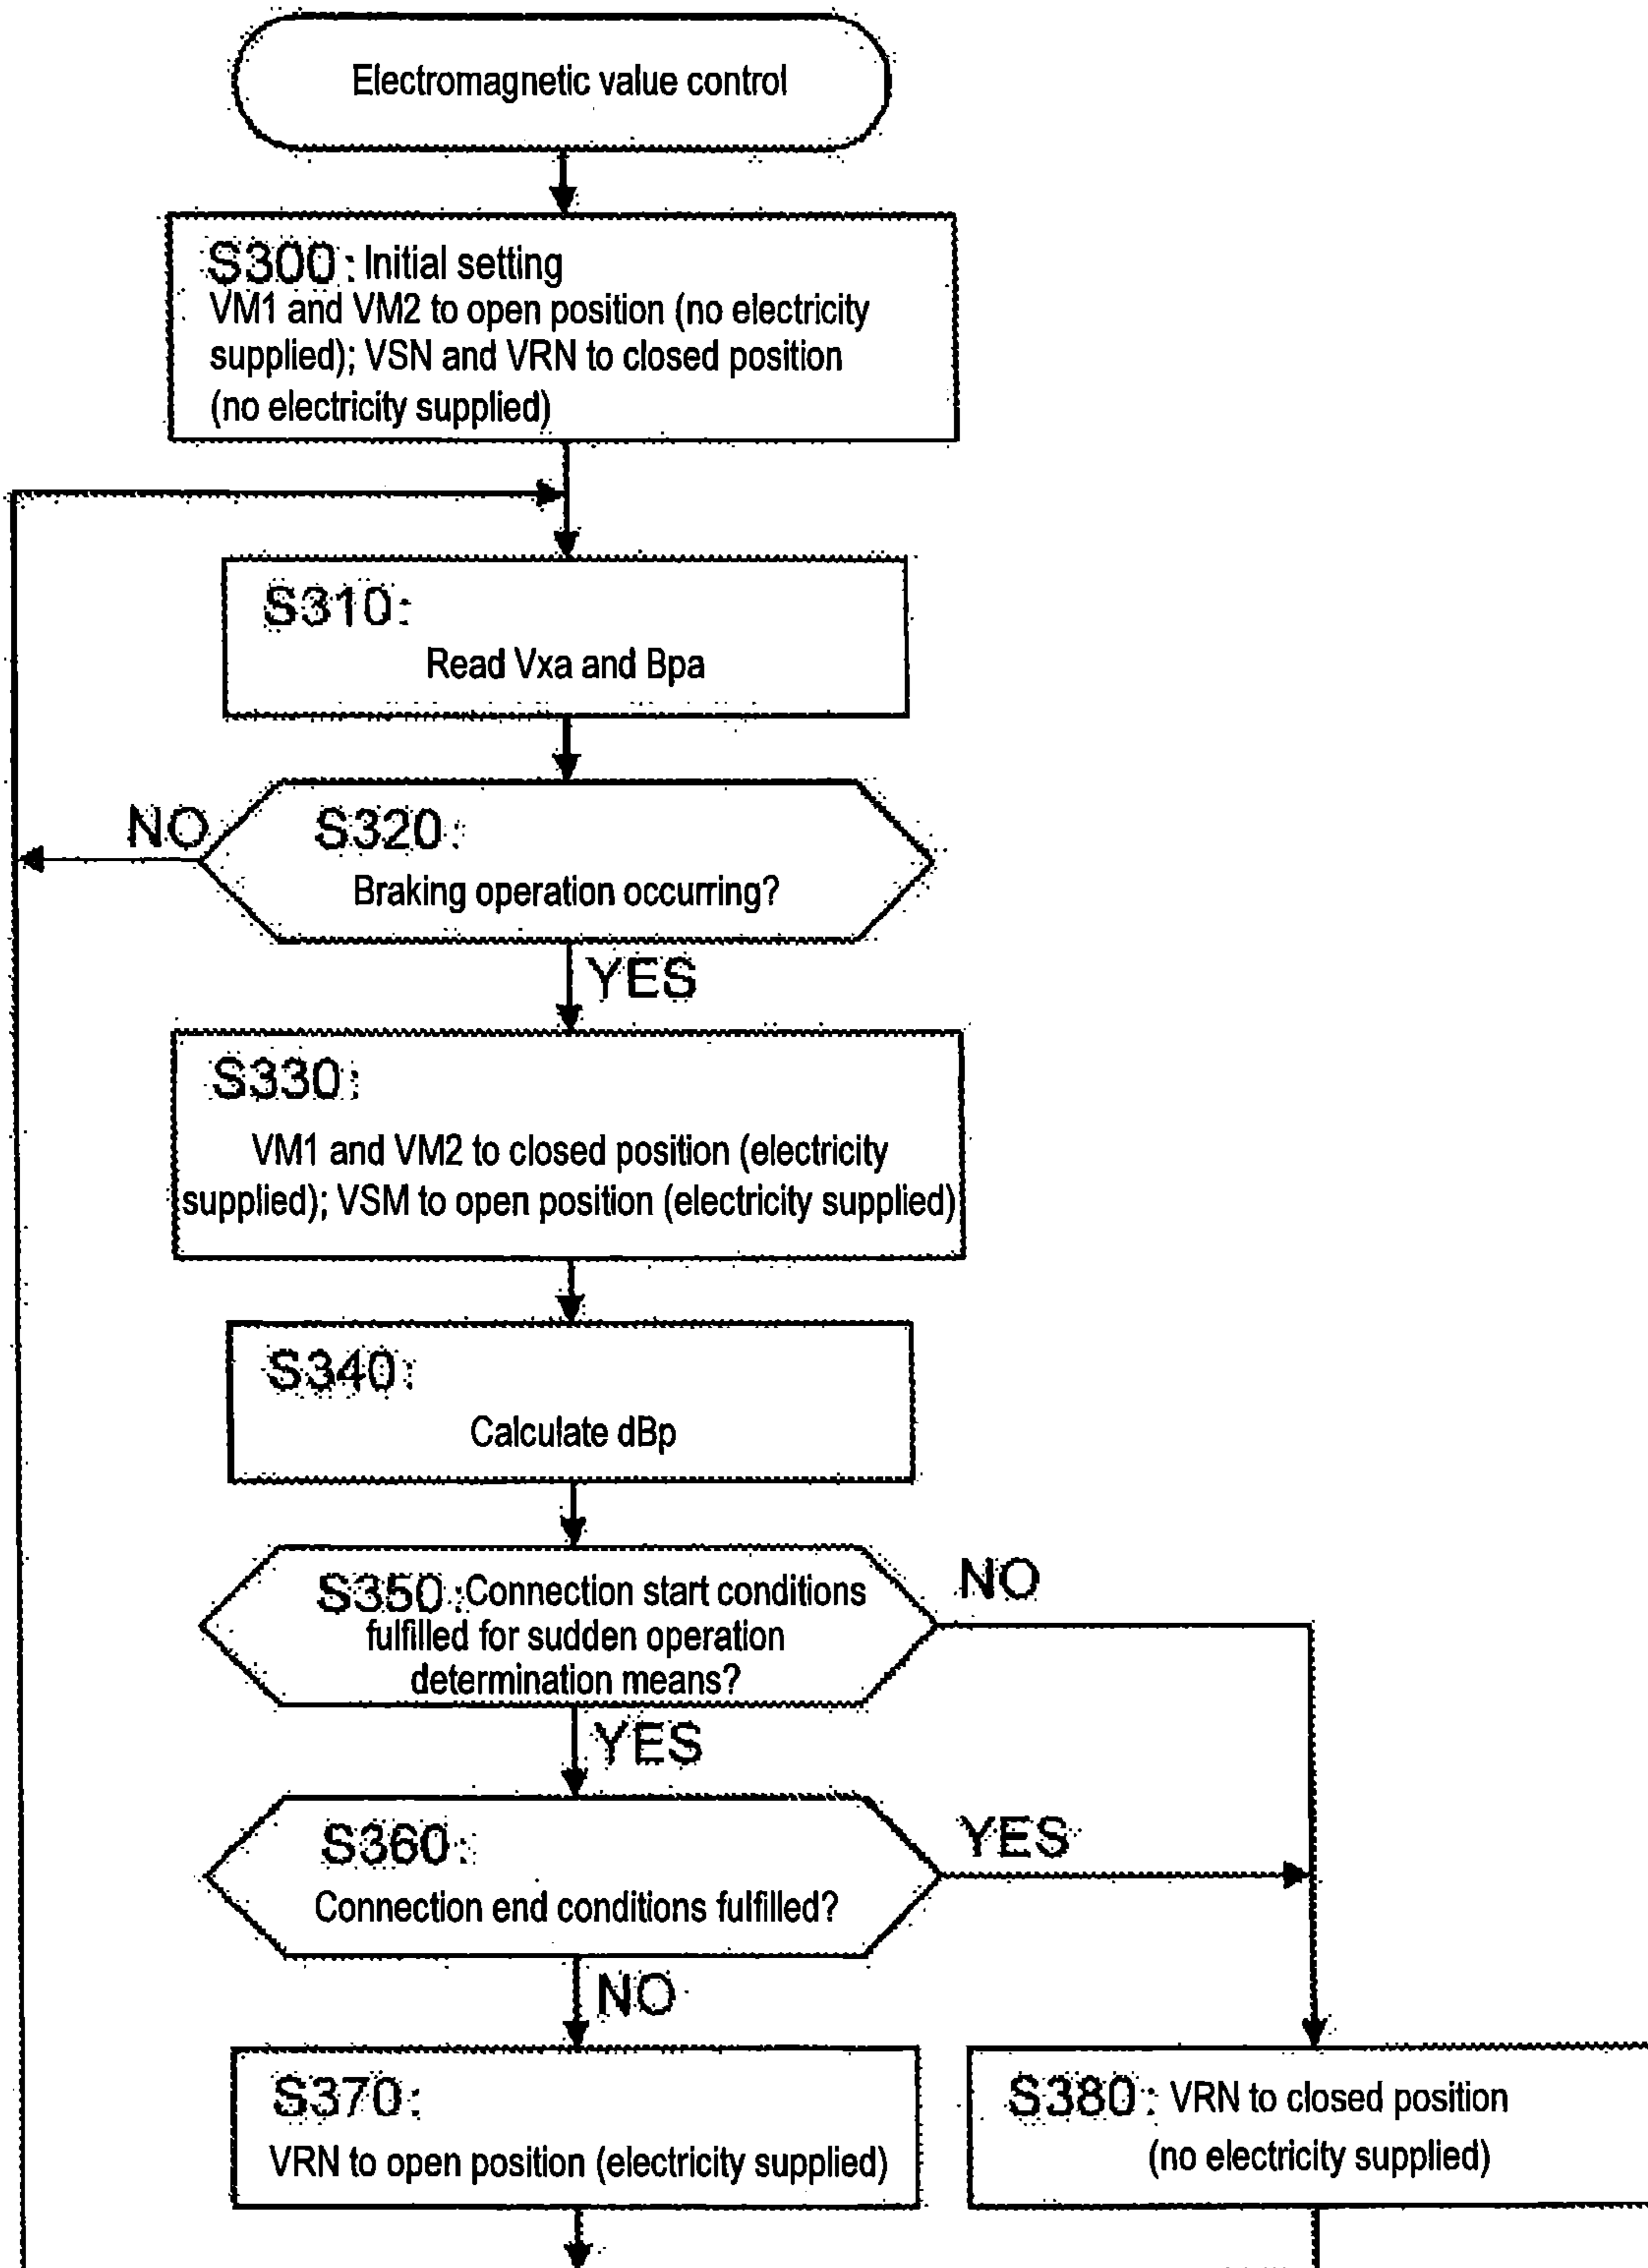 Electromagnetic value control
S300: Initial setting
VM1 and VM2 to open position (no electricity
supplied); VSN and VRN to closed position
(no electricity supplied)
S310:
Read Vxa and Bpa
NO
S320:
Braking operation occurring?
YES
S330:
VM1 and VM2 to closed position (electricity
supplied); VSM to open position (electricity supplied)
S340:
Calculate dBp
S350:Connection start conditions
fulfilled for sudden operation
determination means?
NO
YES
S360:
Connection end conditions fulfilled?
YES
NO
S370:
VRN to open position (electricity supplied)
S380: VRN to closed position
(no electricity supplied)